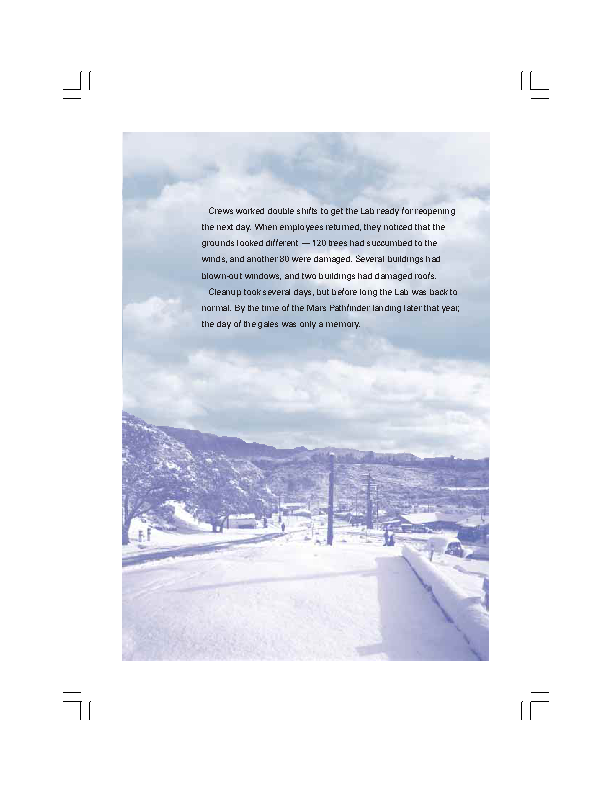 Crews worked double shifts to get the Lab ready for reopening
the next day. When employees returned, they noticed that the
grounds looked different — 120 trees had succumbed to the
winds, and another 80 were damaged. Several buildings had
blown-out windows, and two buildings had damaged roofs.
Cleanup took several days, but before long the Lab was back to
normal. By the time of the Mars Pathfinder landing later that year,
the day of the gales was only a memory.